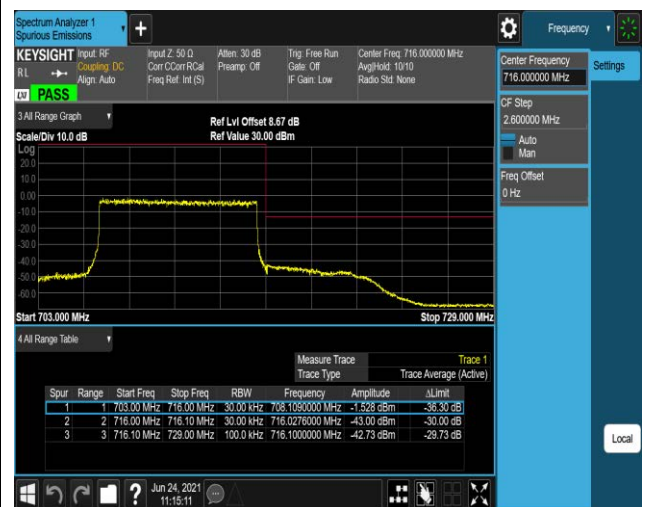 Spectrum Analyzer 1
Spurious Emissions
+
Frequency
KEYSIGHT Input: RF Input Z: 50 Ω Atten: 30 dB Trig: Free Run Center Freq: 716.000000 MHz
RL Coupling: DC Corr CCorr RCal Preamp: Off Gate: Off Avg|Hold: 10/10
Align: Auto Freq Ref: Int (S) IF Gain: Low Radio Std: None
LXI PASS
Center Frequency
716.000000 MHz
Settings
CF Step
2.600000 MHz
Auto
Man
Freq Offset
0 Hz
3 All Range Graph
Ref Lvl Offset 8.67 dB
Scale/Div 10.0 dB Ref Value 30.00 dBm
Log
20.0
10.0
0.00
-10.0
-20.0
-30.0
-40.0
-50.0
-60.0
Start 703.000 MHz Stop 729.000 MHz
4 All Range Table
Measure Trace Trace 1
Trace Type Trace Average (Active)
Spur Range Start Freq Stop Freq RBW Frequency Amplitude ΔLimit
1 1 703.00 MHz 716.00 MHz 30.00 kHz 708.1090000 MHz -1.528 dBm -36.30 dB
2 2 716.00 MHz 716.10 MHz 30.00 kHz 716.0276000 MHz -43.00 dBm -30.00 dB
3 3 716.10 MHz 729.00 MHz 100.0 kHz 716.1000000 MHz -42.73 dBm -29.73 dB
Local
? Jun 24, 2021
11:15:11